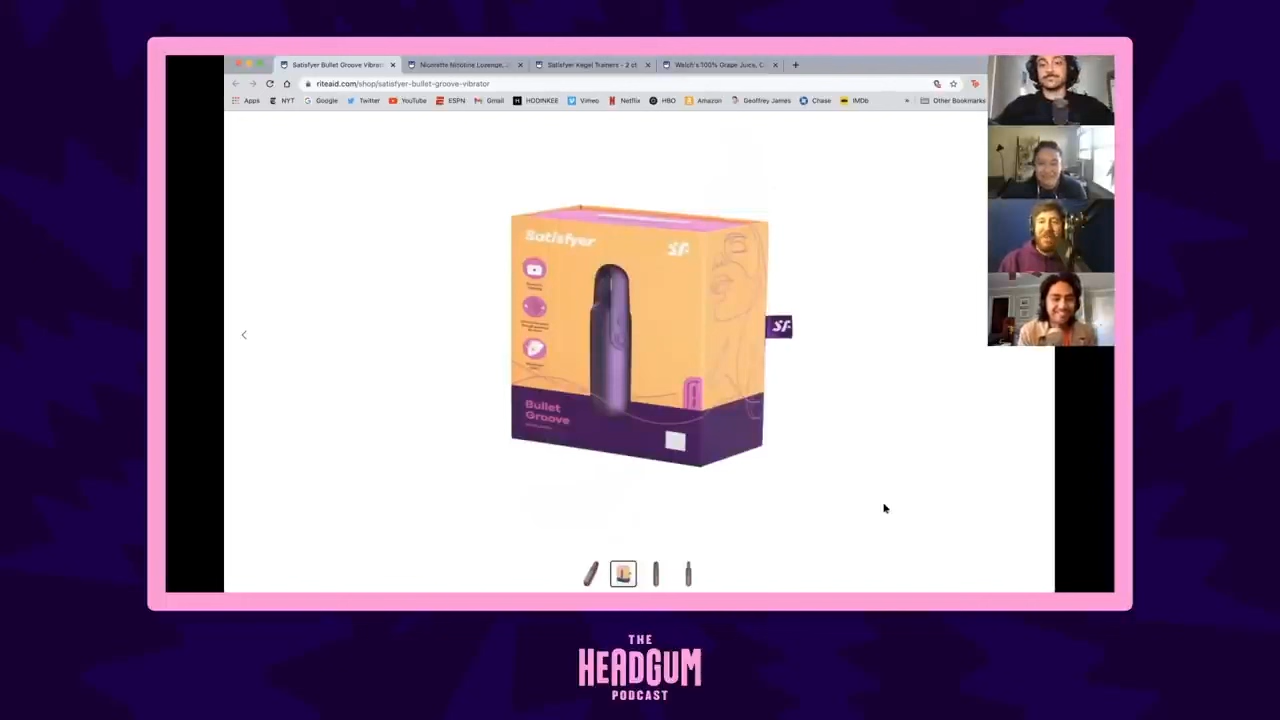 Satisfyer Bullet Groove Vibrat
Nicorette Nicotine Lozenge,
Satisfyer Kegel Trainers - 2 ct
Welch's 100% Grape Juice, C
riteaid.com/shop/satisfyer-bullet-groove-vibrator
Apps
NYT
Google
Twitter
YouTube
ESPN
Gmail
HODINKEE
Vimeo
Netflix
HBO
Amazon
Geoffrey James
Chase
IMDb
»
Other Bookmarks
Satisfyer
SF
SF
Bullet
Groove
THE
HEADGUM
PODCAST